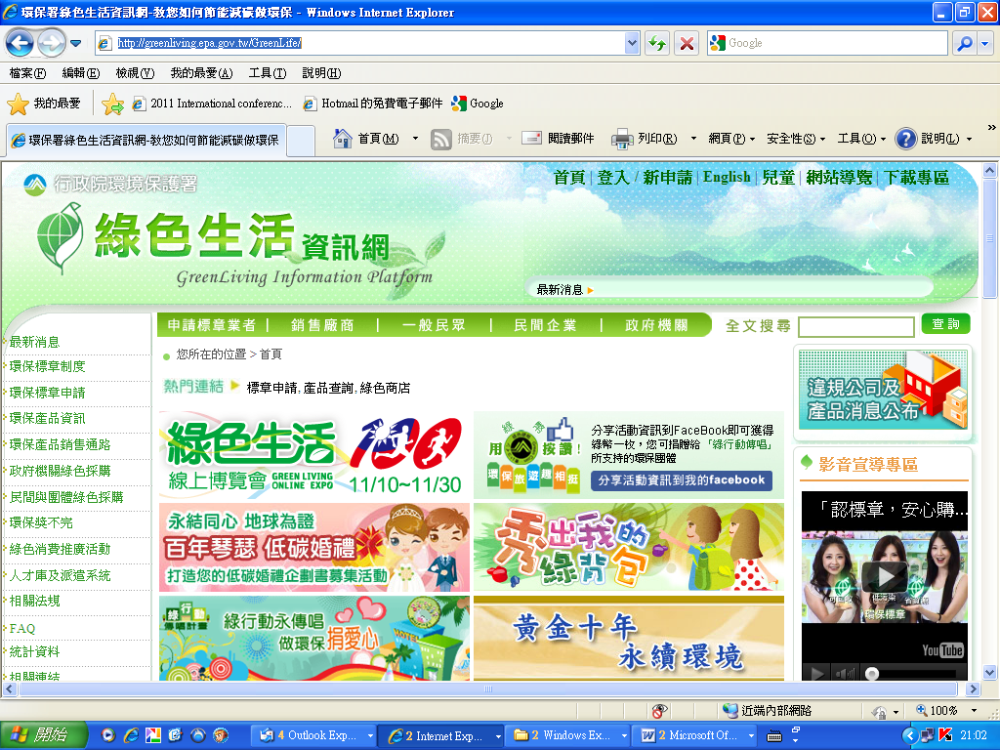 環保署綠色生活資訊網-教您如何節能減碳做環保 - Windows Internet Explorer
http://greenliving.epa.gov.tw/GreenLife/
Google
檔案(F) 編輯(E) 檢視(V) 我的最愛(A) 工具(T) 說明(H)
我的最愛 2011 International conferenc... Hotmail 的免費電子郵件 Google
環保署綠色生活資訊網-教您如何節能減碳做環保 首頁(M) 摘要(J) 閱讀郵件 列印(R) 網頁(P) 安全性(S) 工具(O) 說明(L) »
行政院環境保護署
首頁 | 登入 / 新申請 | English | 兒童 | 網站導覽 | 下載專區
綠色生活資訊網
GreenLiving Information Platform
最新消息
申請標章業者 | 銷售廠商 | 一般民眾 | 民間企業 | 政府機關
全文搜尋 查詢
最新消息
環保標章制度
環保標章申請
環保產品資訊
環保產品銷售通路
政府機關綠色採購
民間與團體綠色採購
環保獎不完
綠色消費推廣活動
人才庫及派遣系統
相關法規
FAQ
統計資料
相關連結
您所在的位置 > 首頁
熱門連結 標章申請, 產品查詢, 綠色商店
綠色生活 100
線上博覽會 GREEN LIVING ONLINE EXPO 11/10~11/30
綠幣
用 按讚!
環保旅遊趣相挺
分享活動資訊到FaceBook即可獲得
綠幣一枚，您可捐贈給「綠行動傳唱」
所支持的環保團體
分享活動資訊到我的facebook
永結同心 地球為證
百年琴瑟 低碳婚禮
打造您的低碳婚禮企劃書募集活動
秀出我的
綠背包
綠行動
傳唱計畫
綠行動永傳唱
做環保捐愛心
HOTEL
黃金十年
永續環境
違規公司及
產品消息公布
影音宣導專區
「認標章，安心購...
環保標章
YouTube
近端內部網路 100%
開始 4 Outlook Exp... 2 Internet Exp... 2 Windows Ex... 2 Microsoft Of... 21:02